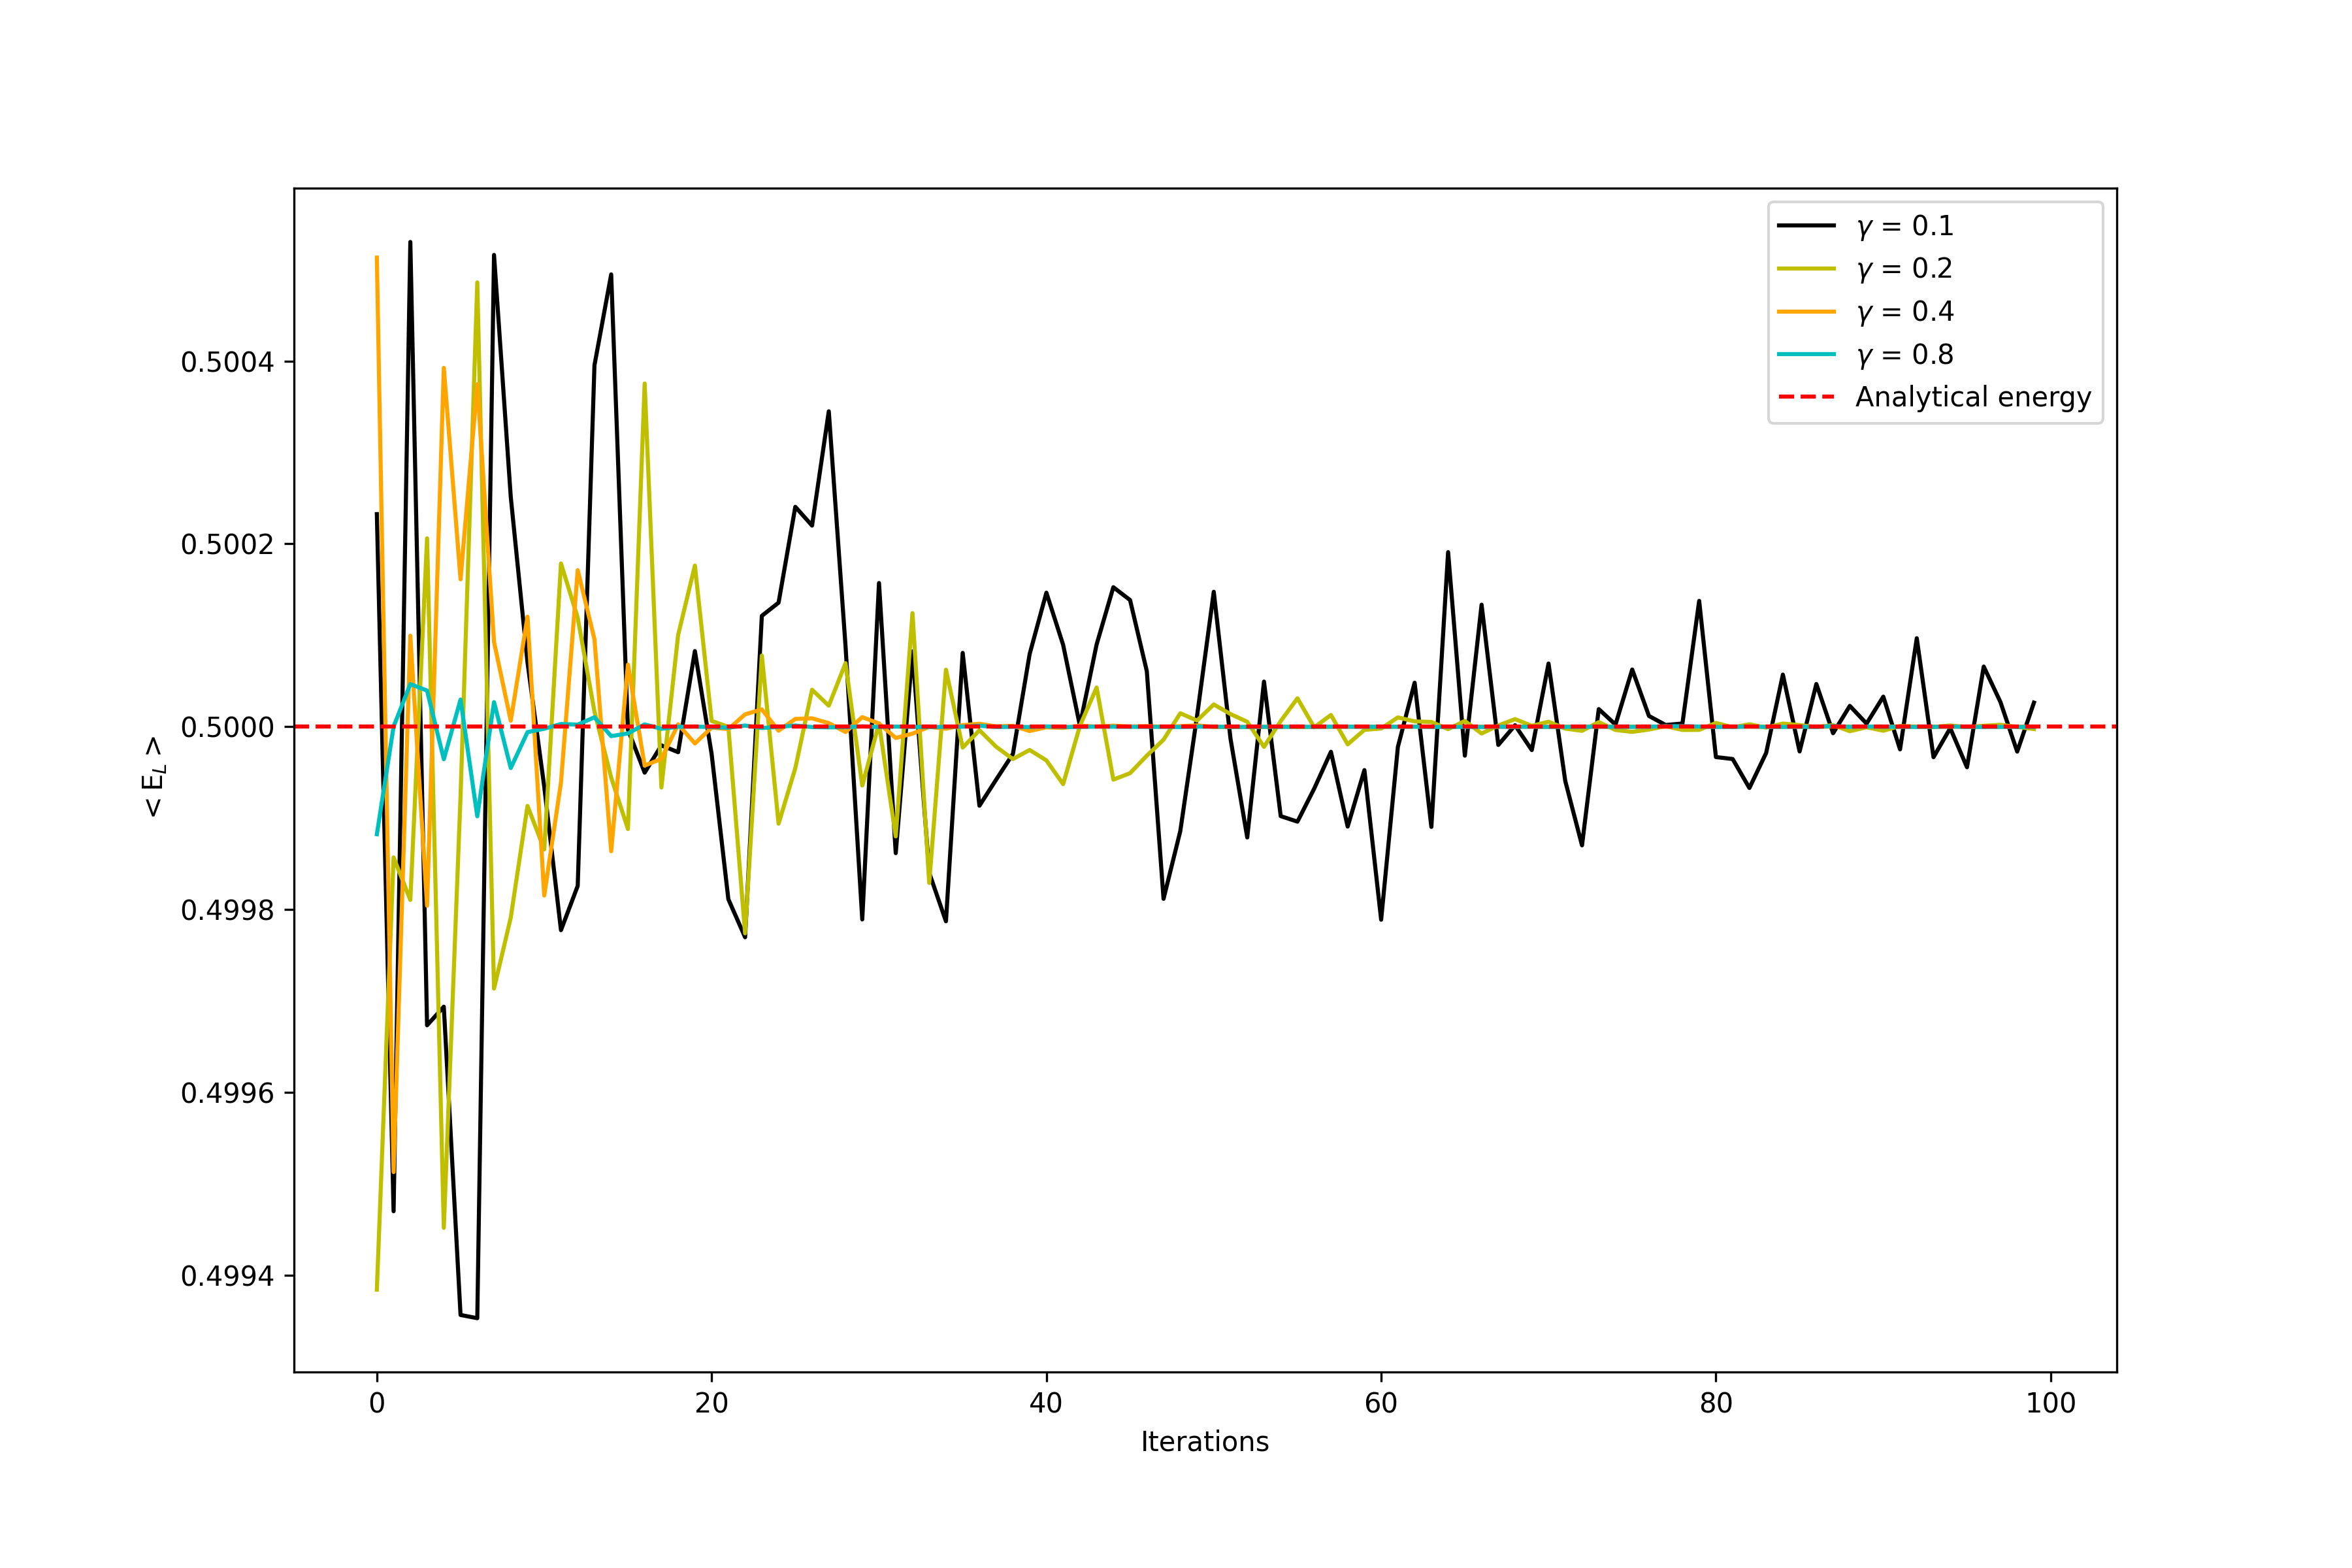 γ = 0.1
γ = 0.2
γ = 0.4
γ = 0.8
Analytical energy
0.5004
0.5002
0.5000
0.4998
0.4996
0.4994
< E_L >
0 20 40 60 80 100
Iterations